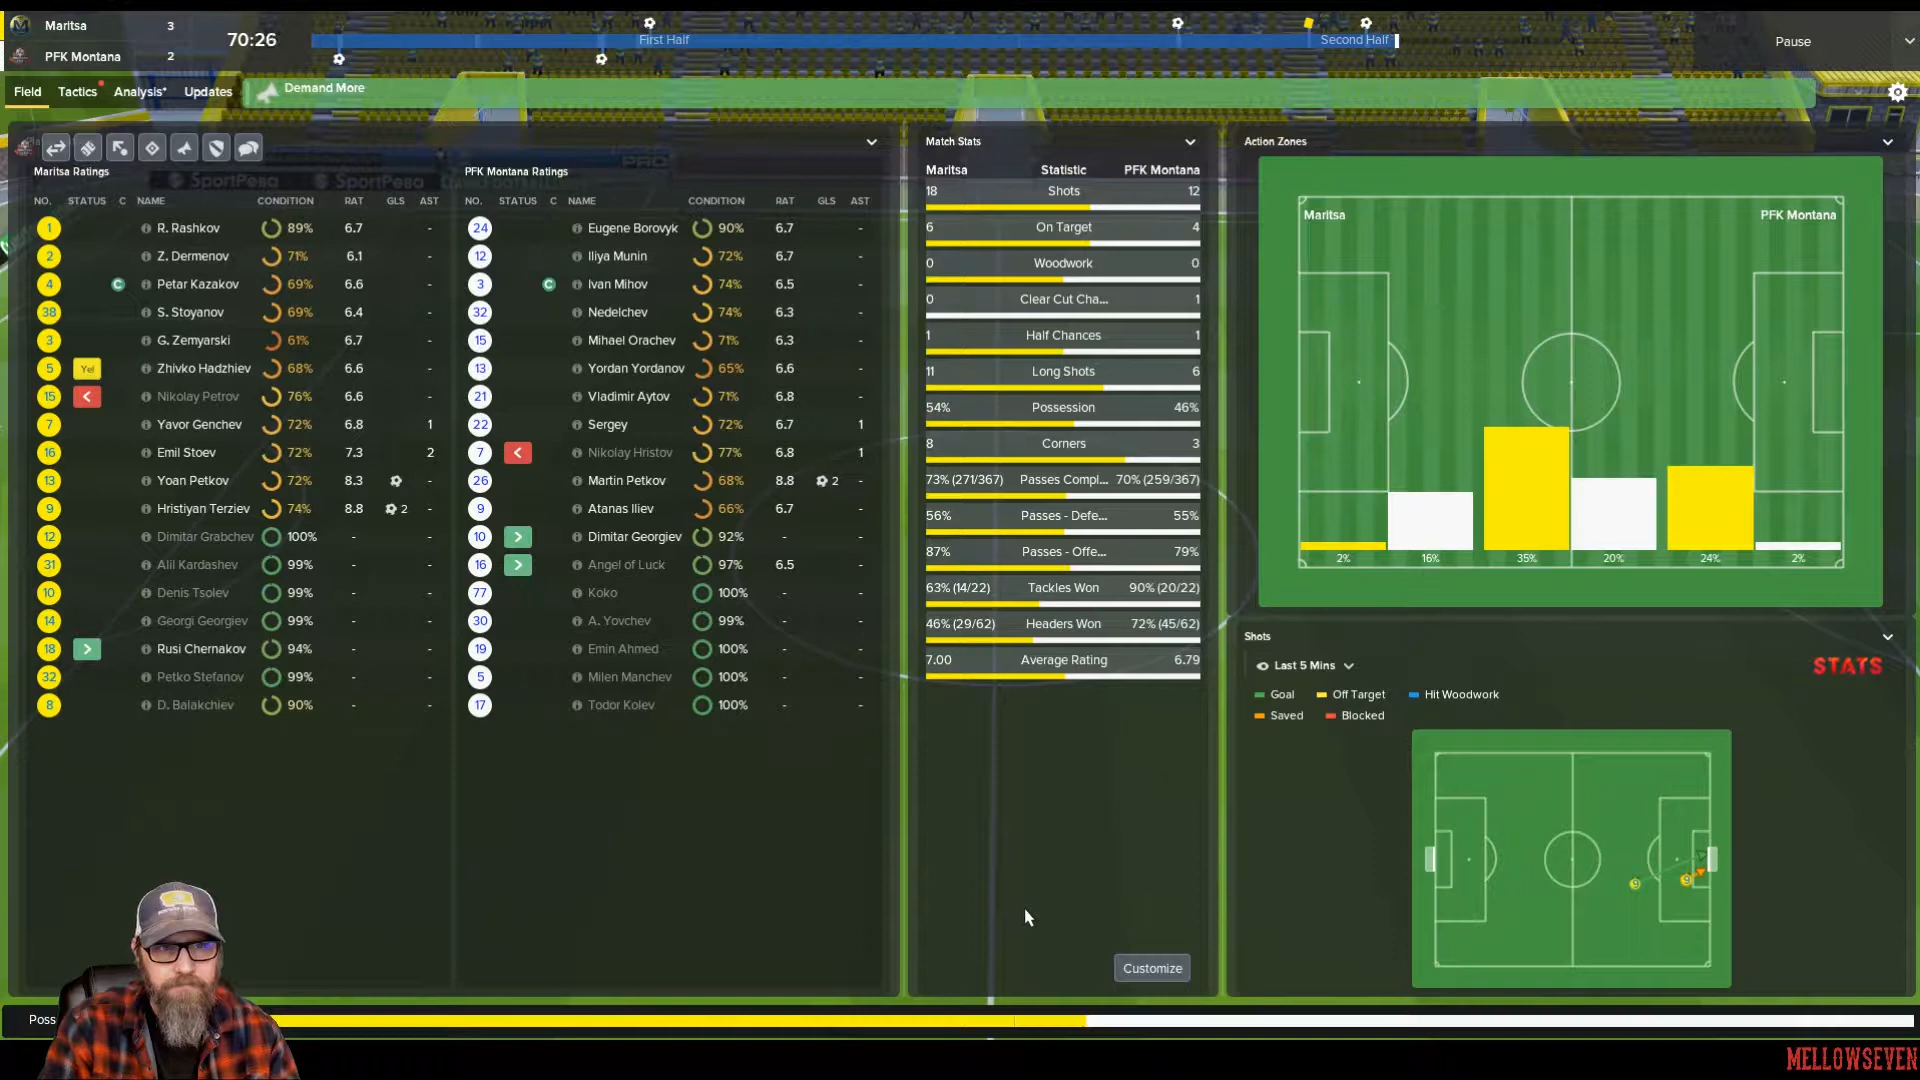 Maritsa 3
PFK Montana 2
70:26
First Half
Second Half
Pause
Field Tactics Analysis* Updates
Demand More
Maritsa Ratings
NO. STATUS C NAME CONDITION RAT GLS AST
1 R. Rashkov 89% 6.7 -
2 Z. Dermenov 71% 6.1 -
4 C Petar Kazakov 69% 6.6 -
38 S. Stoyanov 69% 6.4 -
3 G. Zemyarski 61% 6.7 -
5 Yel Zhivko Hadzhiev 68% 6.6 -
15 Nikolay Petrov 76% 6.6 -
7 Yavor Genchev 72% 6.8 1
16 Emil Stoev 72% 7.3 2
13 Yoan Petkov 72% 8.3 -
9 Hristiyan Terziev 74% 8.8 2 -
12 Dimitar Grabchev 100% - -
31 Alil Kardashev 99% - -
10 Denis Tsolev 99% - -
14 Georgi Georgiev 99% - -
18 Rusi Chernakov 94% - -
32 Petko Stefanov 99% - -
8 D. Balakchiev 90% - -
PFK Montana Ratings
NO. STATUS C NAME CONDITION RAT GLS AST
24 Eugene Borovyk 90% 6.7 -
12 Iliya Munin 72% 6.7 -
3 C Ivan Mihov 74% 6.5 -
32 Nedelchev 74% 6.3 -
15 Mihael Orachev 71% 6.3 -
13 Yordan Yordanov 65% 6.6 -
21 Vladimir Aytov 71% 6.8 -
22 Sergey 72% 6.7 1
7 Nikolay Hristov 77% 6.8 1
26 Martin Petkov 68% 8.8 2 -
9 Atanas Iliev 66% 6.7 -
10 Dimitar Georgiev 92% - -
16 Angel of Luck 97% 6.5 -
77 Koko 100% - -
30 A. Yovchev 99% - -
19 Emin Ahmed 100% - -
5 Milen Manchev 100% - -
17 Todor Kolev 100% - -
Match Stats
Maritsa Statistic PFK Montana
18 Shots 12
6 On Target 4
0 Woodwork 0
0 Clear Cut Cha... 1
1 Half Chances 1
11 Long Shots 6
54% Possession 46%
8 Corners 3
73% (271/367) Passes Compl... 70% (259/367)
56% Passes - Defe... 55%
87% Passes - Offe... 79%
63% (14/22) Tackles Won 90% (20/22)
46% (29/62) Headers Won 72% (45/62)
7.00 Average Rating 6.79
Customize
Action Zones
Maritsa PFK Montana
2% 16% 35% 20% 24% 2%
Shots
Last 5 Mins
STATS
Goal Off Target Hit Woodwork
Saved Blocked
9 9
Poss
MELLOWSEVEN
SportРева SportРева
PRO